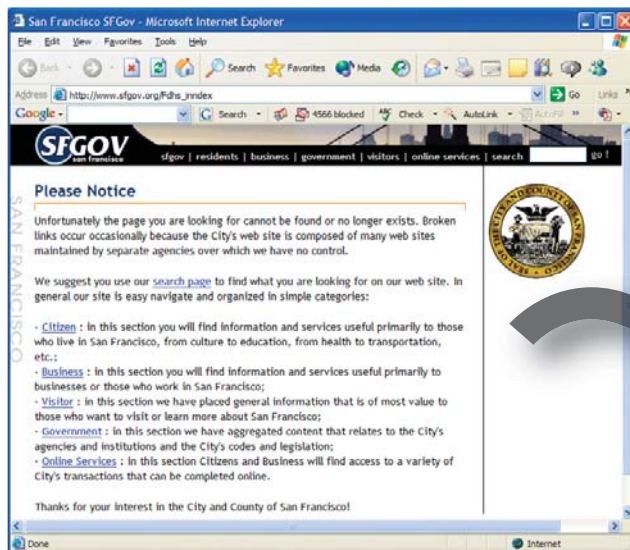 San Francisco SFGov - Microsoft Internet Explorer
File Edit View Favorites Tools Help
Back Search Favorites Media
Address http://www.sfgov.org/Fdhs_inndex Go Links »
Google Search 4566 blocked Check AutoLink AutoFill »
SFGOV
san francisco
sfgov | residents | business | government | visitors | online services | search go !
SAN FRANCISCO
Please Notice
Unfortunately the page you are looking for cannot be found or no longer exists. Broken
links occur occasionally because the City's web site is composed of many web sites
maintained by separate agencies over which we have no control.
We suggest you use our search page to find what you are looking for on our web site. In
general our site is easy navigate and organized in simple categories:
- Citizen : in this section you will find information and services useful primarily to those
who live in San Francisco, from culture to education, from health to transportation,
etc.;
- Business : in this section you will find information and services useful primarily to
businesses or those who work in San Francisco;
- Visitor : in this section we have placed general information that is of most value to
those who want to visit or learn more about San Francisco;
- Government : in this section we have aggregated content that relates to the City's
agencies and institutions and the City's codes and legislation;
- Online Services : in this section Citizens and Business will find access to a variety of
City's transactions that can be completed online.
Thanks for your interest in the City and County of San Francisco!
SEAL OF THE CITY AND COUNTY OF SAN FRANCISCO
Done Internet